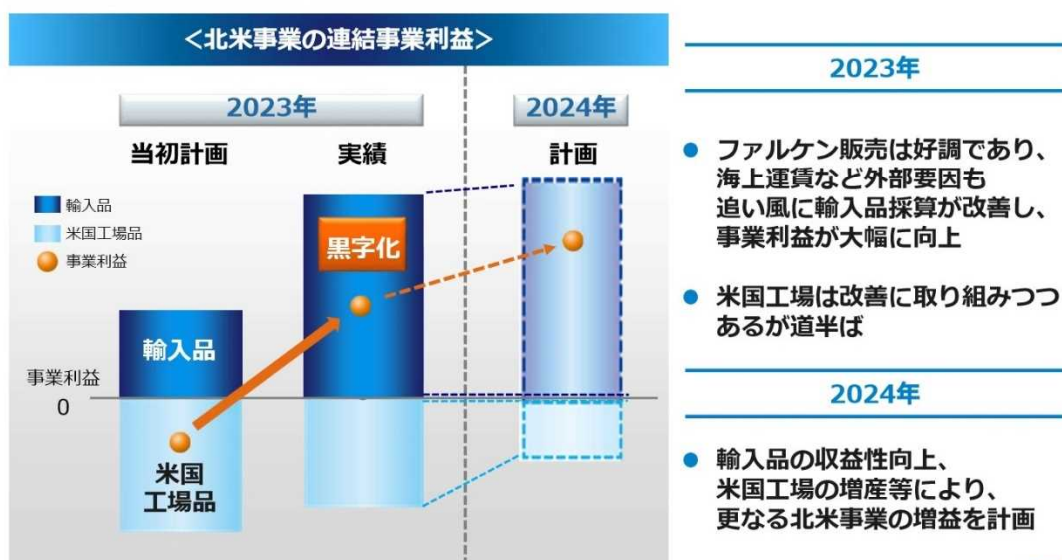 ＜北米事業の連結事業利益＞
2023年
2024年
当初計画
実績
計画
輸入品
米国工場品
事業利益
黒字化
輸入品
事業利益
0
米国
工場品
2023年
● ファルケン販売は好調であり、
海上運賃など外部要因も
追い風に輸入品採算が改善し、
事業利益が大幅に向上
● 米国工場は改善に取り組みつつ
あるが道半ば
2024年
● 輸入品の収益性向上、
米国工場の増産等により、
更なる北米事業の増益を計画